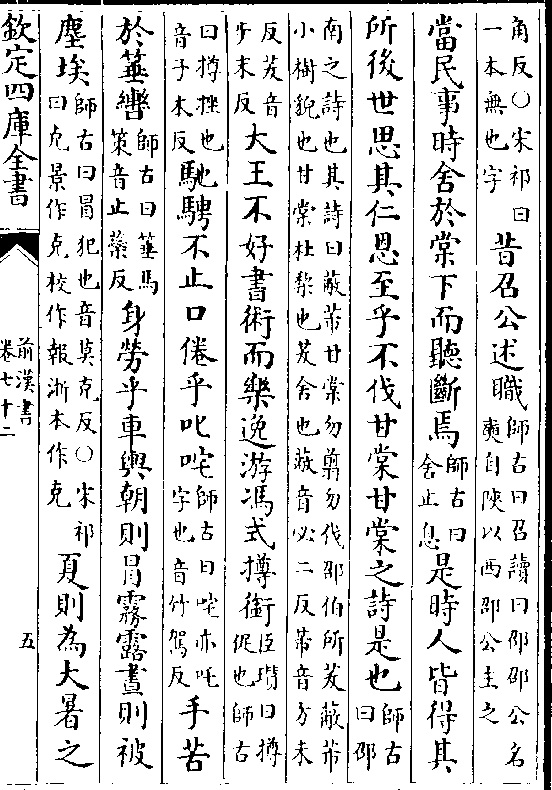 角反○宋祁曰一本無也字昔召公述職師古曰召讀曰邵邵公名奭自陝以西邵公主之
當民事時舍於棠下而聽斷焉師古曰舍止息是時人皆得其
所後世思其仁恩至乎不伐甘棠甘棠之詩是也師古曰邵
南之詩也其詩曰蔽芾甘棠勿翦勿伐邵伯所茇蔽芾小樹貌也甘棠杜棃也茇舍也蔽音必二反芾音方未
反茇音步末反大王不好書術而樂逸游馮式撙銜臣瓚曰撙促也師古
曰撙挫也音子本反馳騁不止口倦乎叱咤師古曰咤亦吒字也音竹駕反手苦
於箠轡師古曰箠馬策音止蘂反身勞乎車輿朝則冒霧露晝則被
塵埃師古曰冒犯也音莫克反○宋祁曰克景作克校作報浙本作克夏則為大暑之
欽定四庫全書
前漢書
卷七十二
五